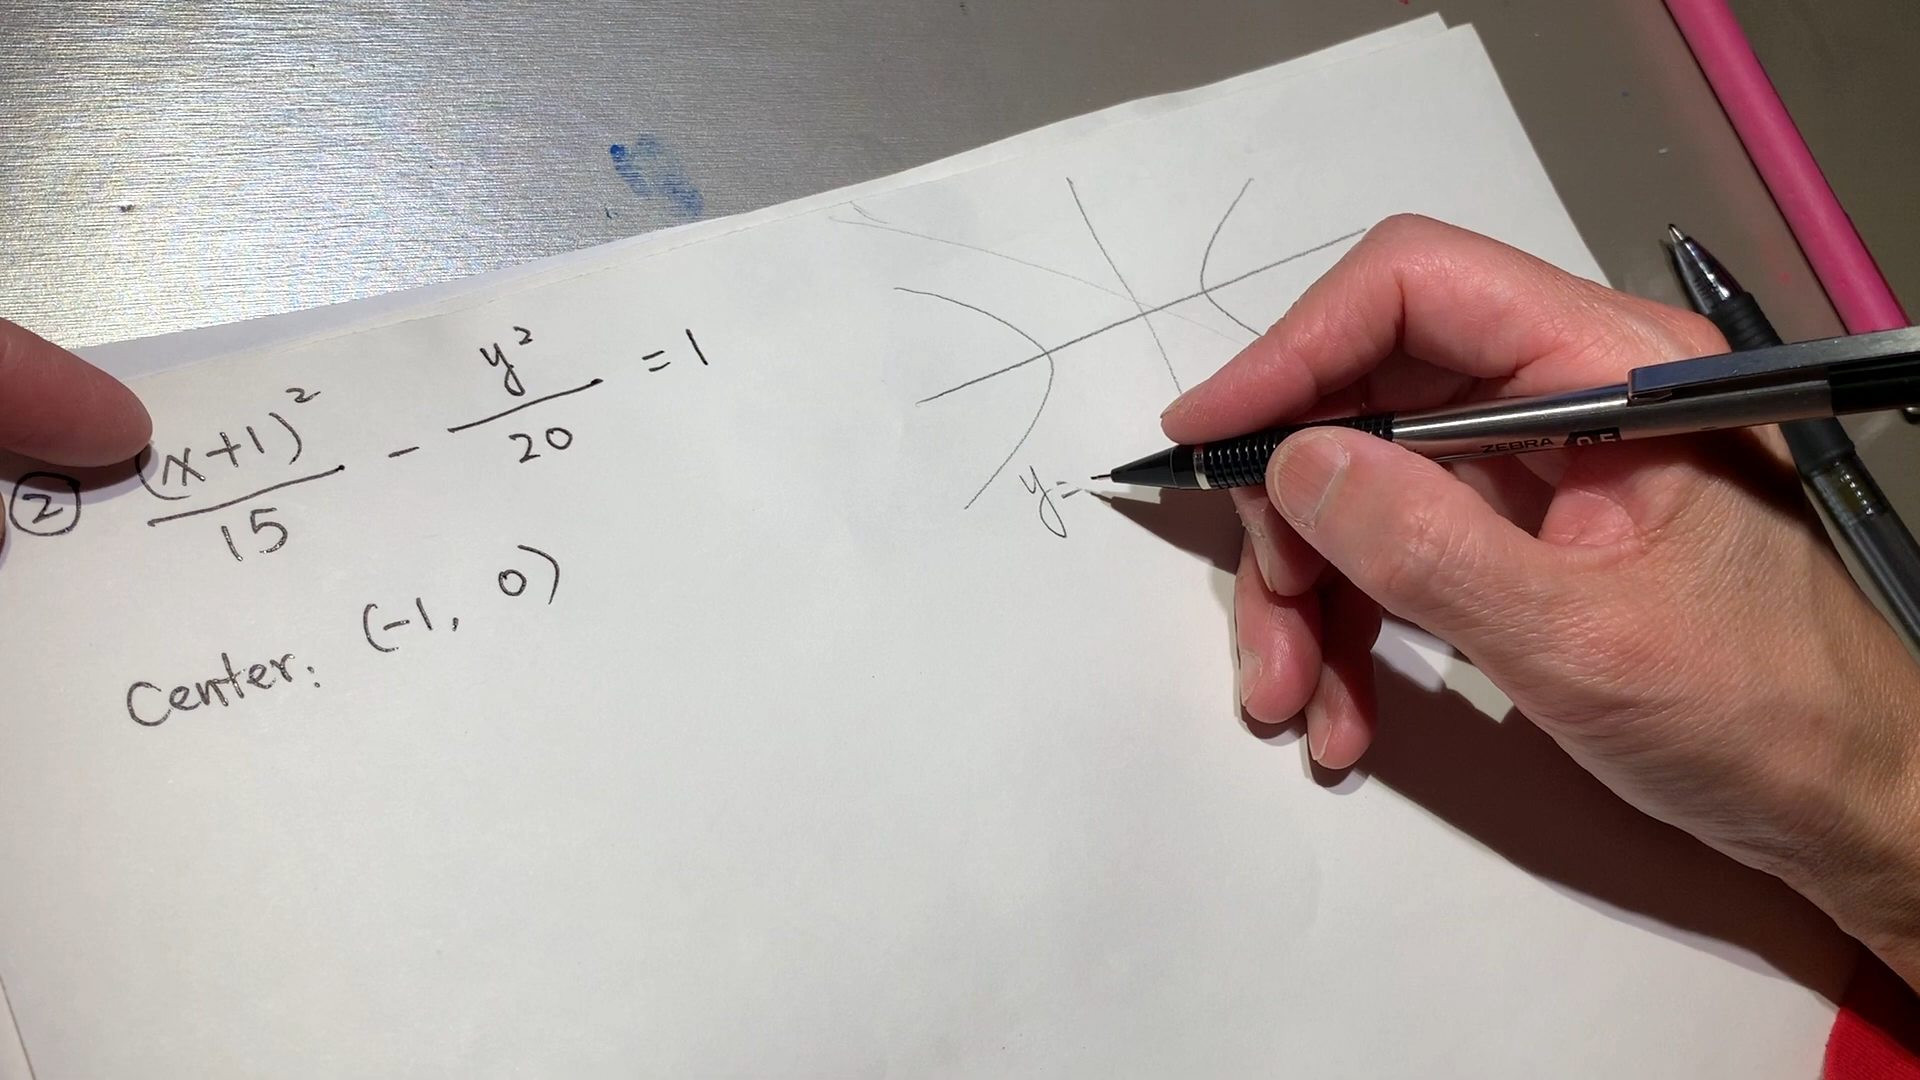 ② (x+1)²/15 - y²/20 = 1
Center: (-1, 0)
y=
ZEBRA